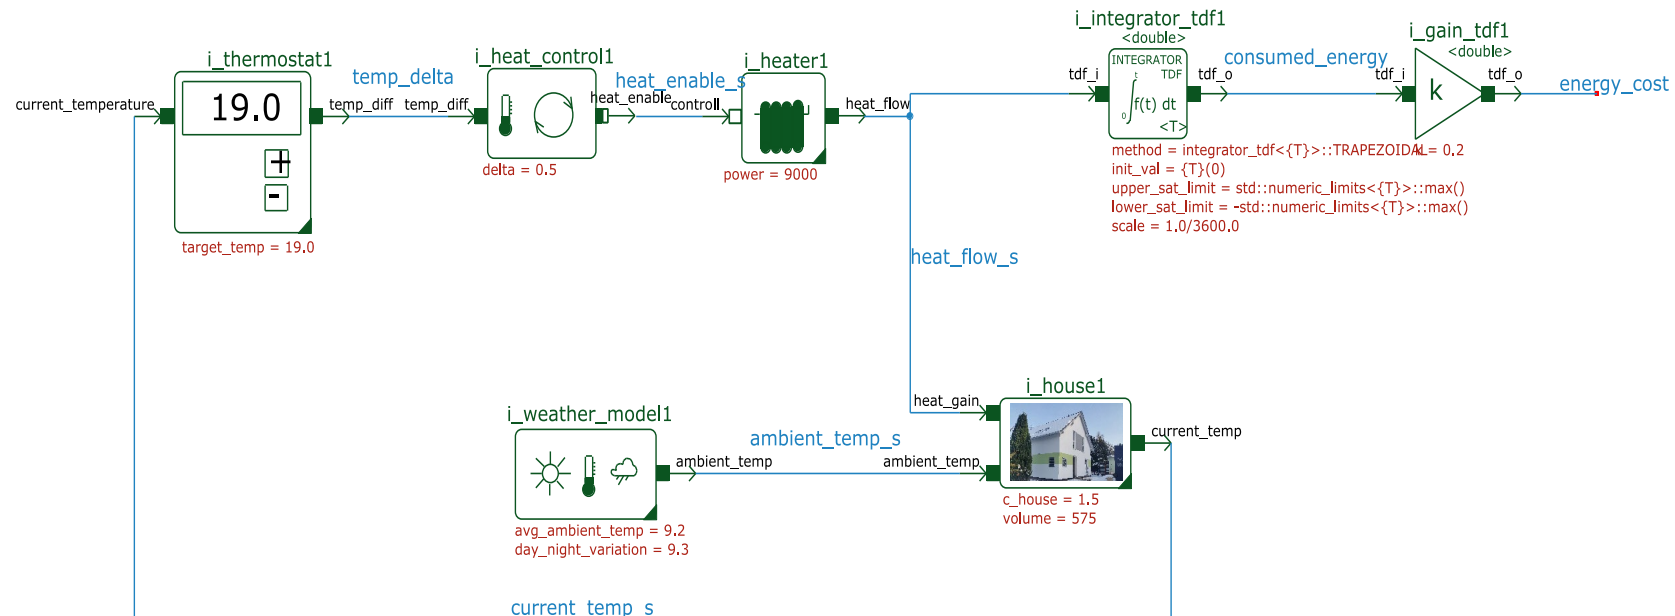 i_thermostat1
current_temperature
19.0
+
-
temp_diff
target_temp = 19.0
temp_delta
i_heat_control1
temp_diff
heat_enable
delta = 0.5
heat_enable_s
i_heater1
controll
heat_flow
power = 9000
heat_flow_s
i_integrator_tdf1
<double>
tdf_i
INTEGRATOR
TDF
t
∫f(t) dt
0
<T>
tdf_o
method = integrator_tdf<{T}>::TRAPEZOIDAL
init_val = {T}(0)
upper_sat_limit = std::numeric_limits<{T}>::max()
lower_sat_limit = -std::numeric_limits<{T}>::max()
scale = 1.0/3600.0
consumed_energy
i_gain_tdf1
<double>
tdf_i
k
tdf_o
k = 0.2
energy_cost
i_weather_model1
ambient_temp
avg_ambient_temp = 9.2
day_night_variation = 9.3
ambient_temp_s
i_house1
heat_gain
ambient_temp
current_temp
c_house = 1.5
volume = 575
current_temp_s